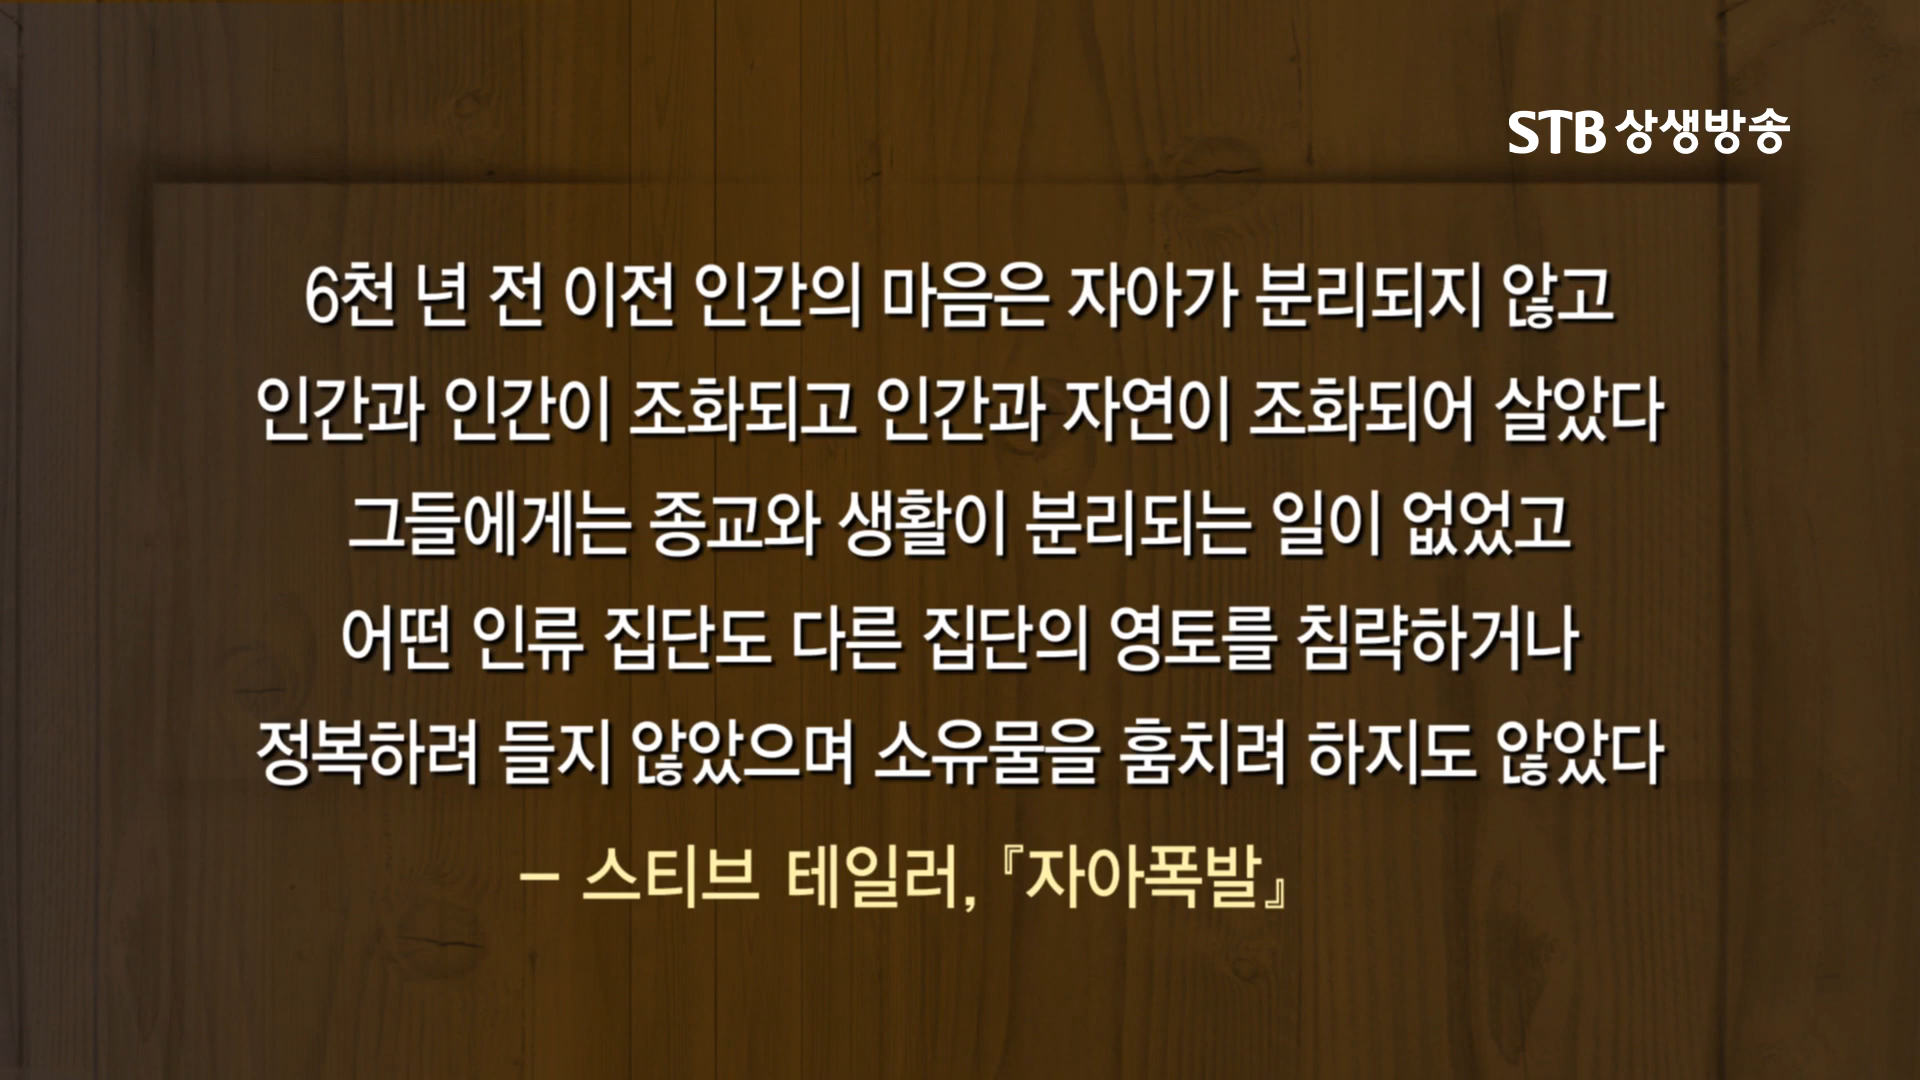 STB 상생방송
6천 년 전 이전 인간의 마음은 자아가 분리되지 않고
인간과 인간이 조화되고 인간과 자연이 조화되어 살았다
그들에게는 종교와 생활이 분리되는 일이 없었고
어떤 인류 집단도 다른 집단의 영토를 침략하거나
정복하려 들지 않았으며 소유물을 훔치려 하지도 않았다
– 스티브 테일러, 『자아폭발』